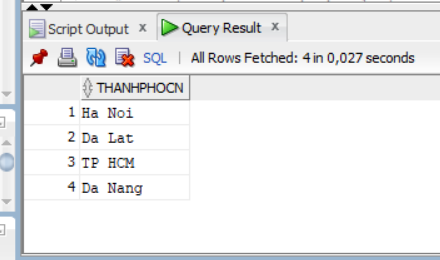 Script Output x Query Result x
SQL | All Rows Fetched: 4 in 0,027 seconds
THANHPHOCN
1 Ha Noi
2 Da Lat
3 TP HCM
4 Da Nang